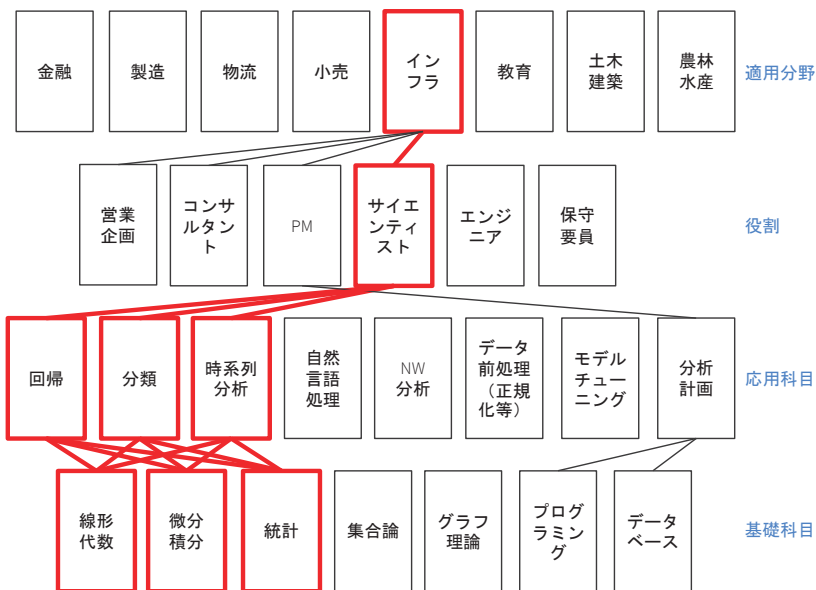 金融
製造
物流
小売
イン
フラ
教育
土木
建築
農林
水産
適用分野
営業
企画
コンサ
ルタン
ト
PM
サイエ
ンティ
スト
エンジ
ニア
保守
要員
役割
回帰
分類
時系列
分析
自然
言語
処理
NW
分析
データ
前処理
（正規
化等）
モデル
チュー
ニング
分析
計画
応用科目
線形
代数
微分
積分
統計
集合論
グラフ
理論
プログ
ラミン
グ
データ
ベース
基礎科目